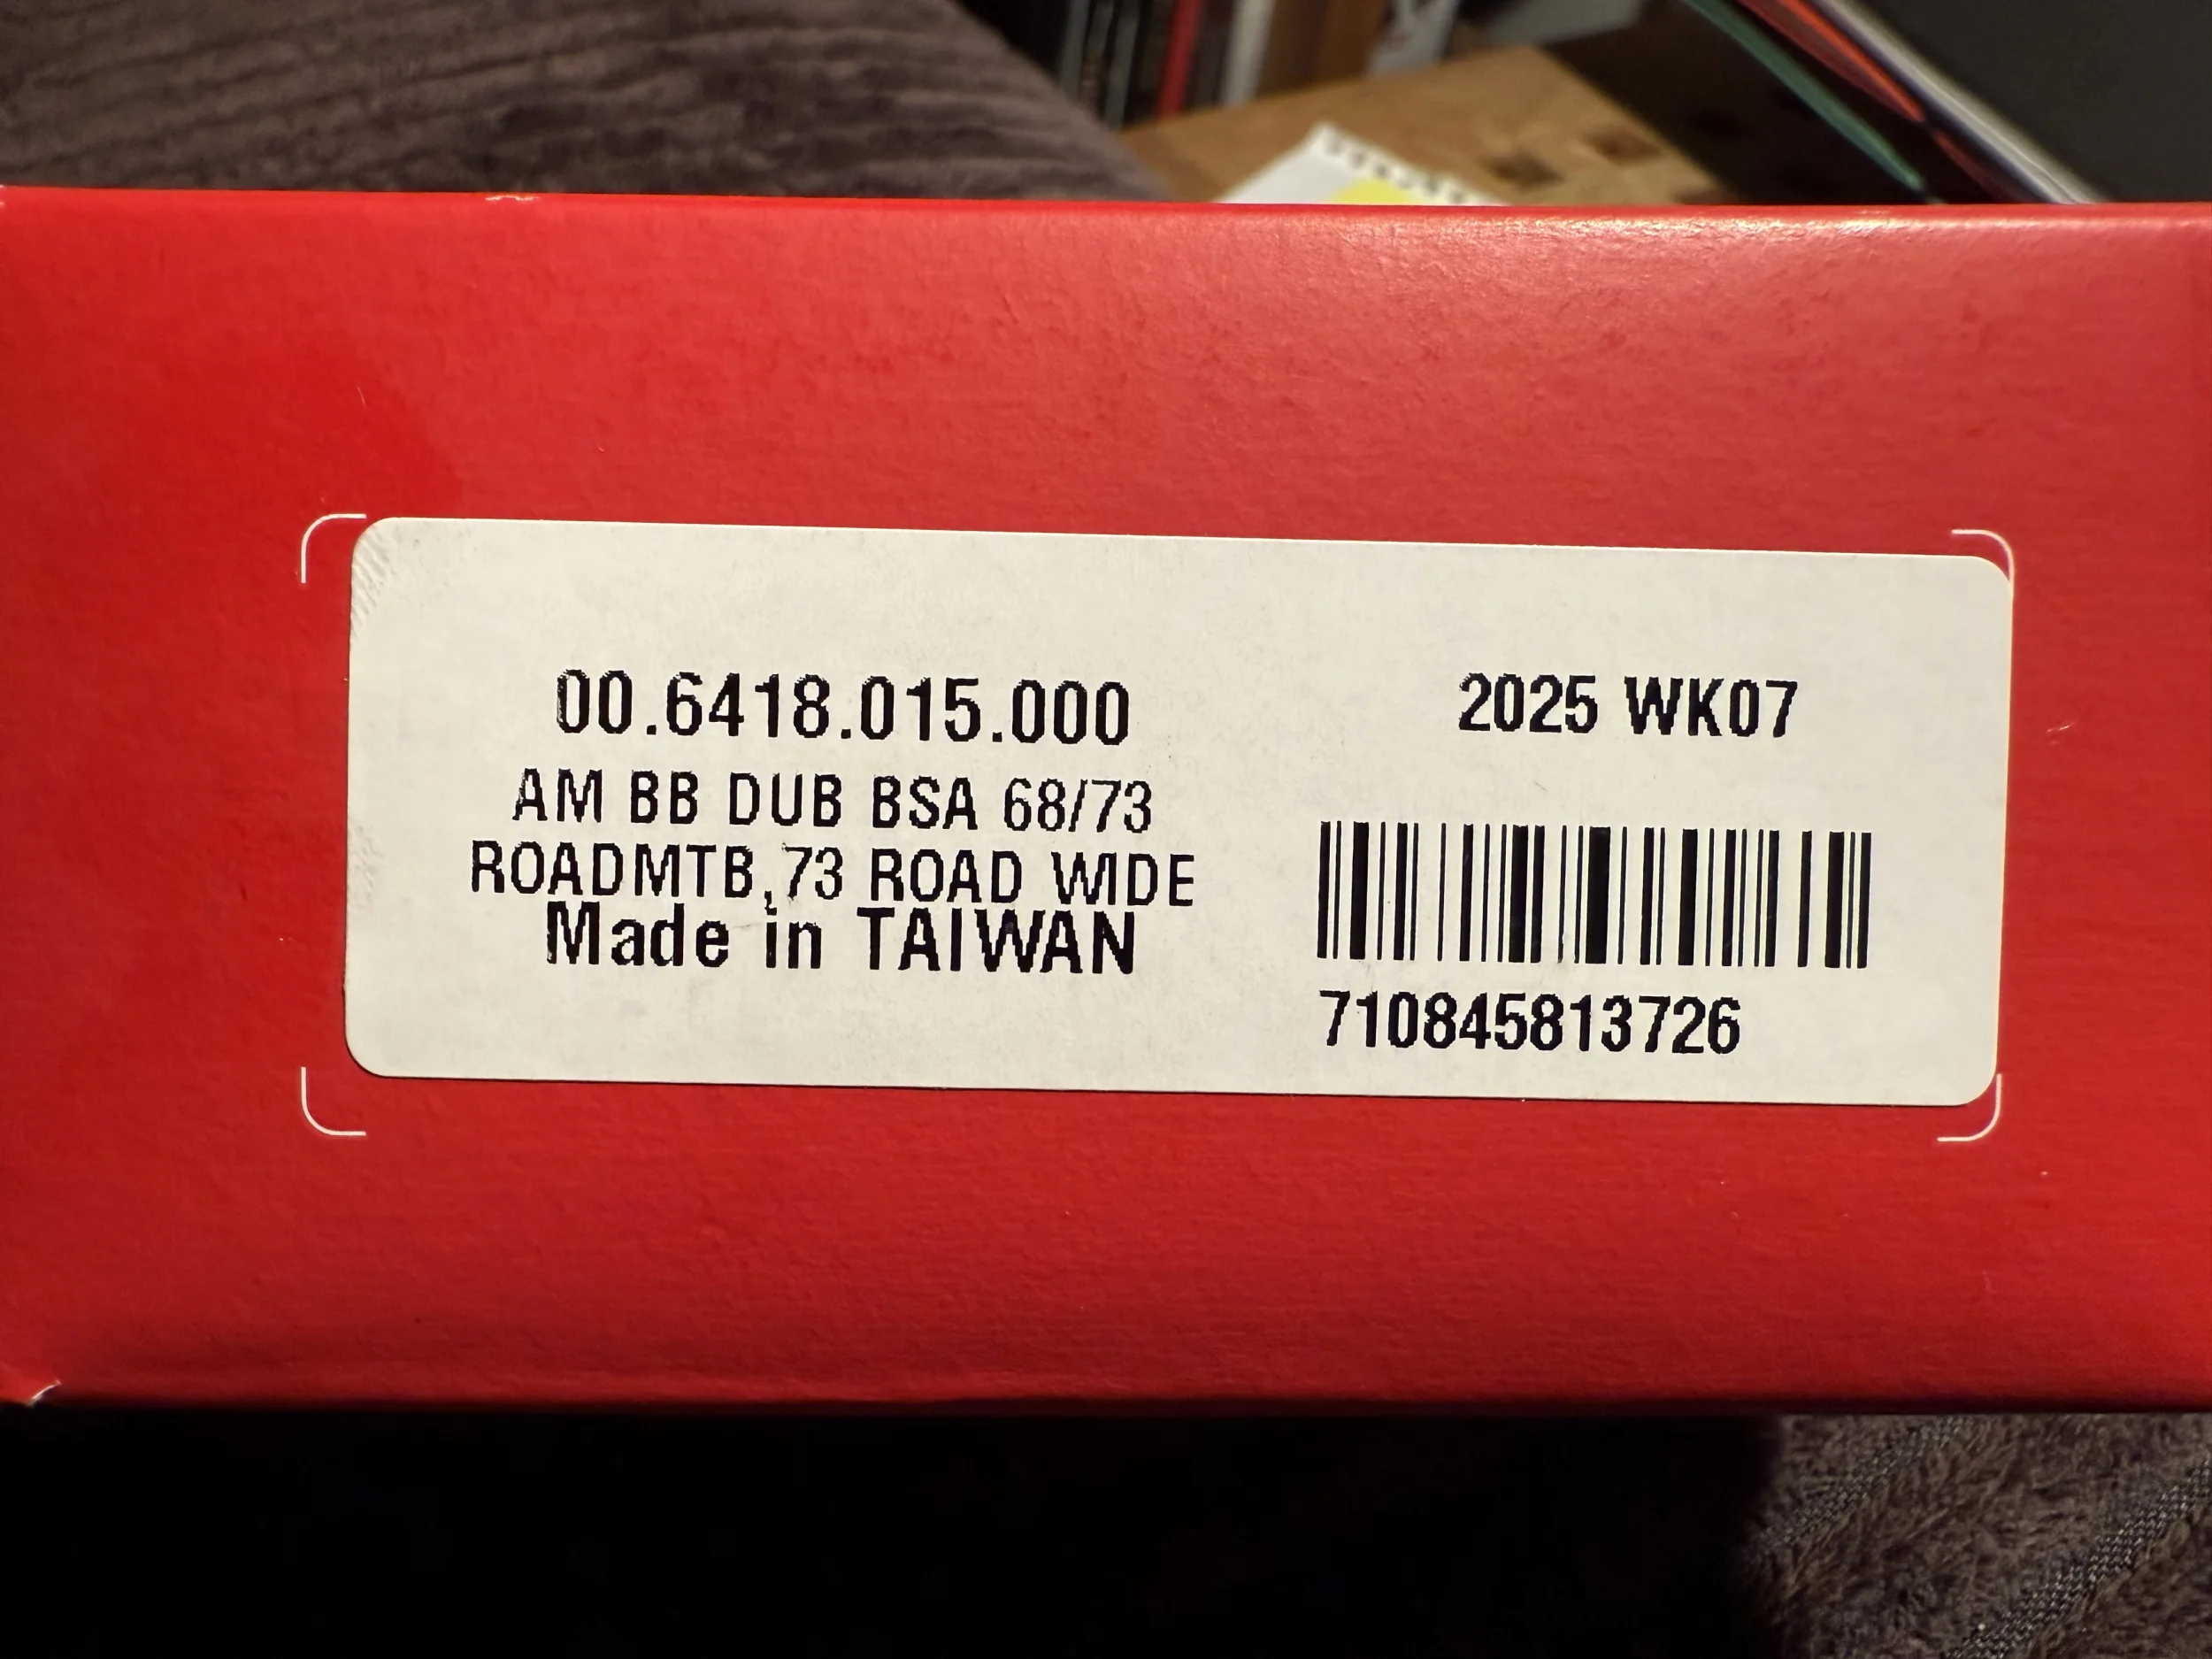 00.6418.015.000
AM BB DUB BSA 68/73
ROADMTB,73 ROAD WIDE
Made in TAIWAN
2025 WK07
710845813726